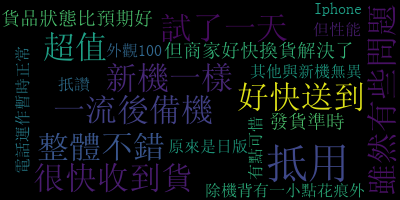 貨品狀態比預期好
試了一天
Iphone
但性能
超值
外觀100
但商家好快換貨解決了
抵讚
新機一樣
其他與新機無異
好快送到
流後備機
發貨準時
電話運作暫時正常
整體不錯
原來是日版
有點可惜
抵用
很快收到貨
除機背有一小點花痕外
雖然有些問題